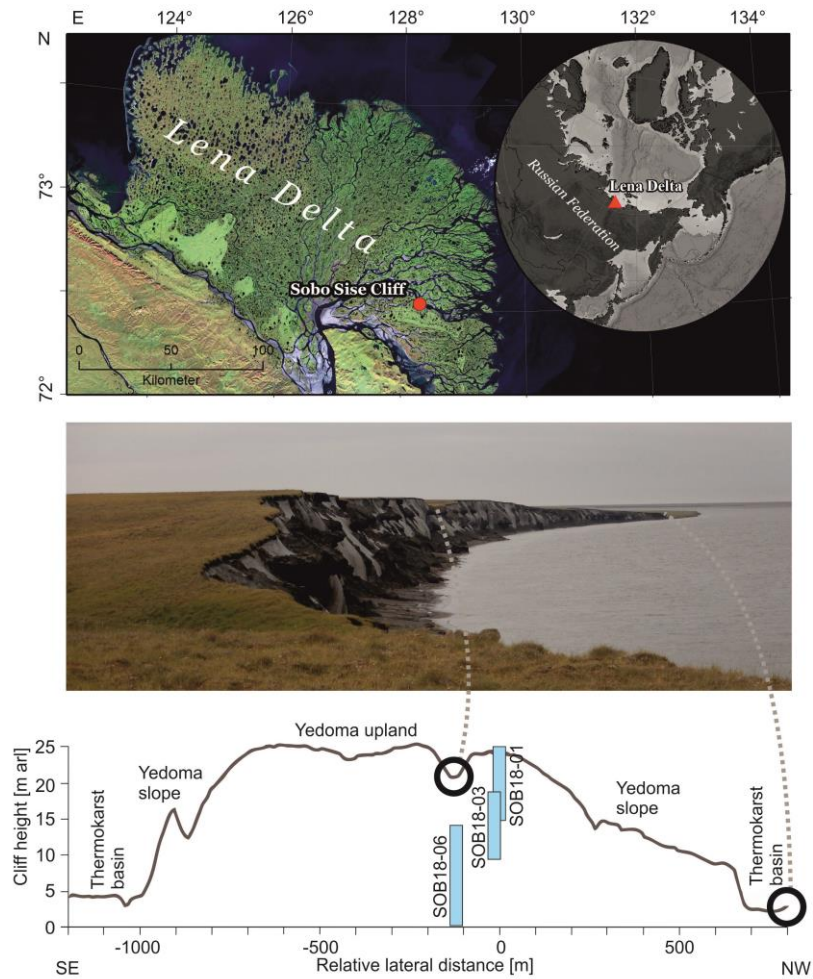 E 124° 126° 128° 130° 132° 134°
N
73°
72°
Lena Delta
Sobo Sise Cliff
0 50 100
Kilometer
Russian Federation
Lena Delta
Cliff height [m arl]
25
20
15
10
5
0
Thermokarst
basin
Yedoma
slope
Yedoma upland
SOB18-06
SOB18-03
SOB18-01
Yedoma
slope
Thermokarst
basin
-1000 -500 0 500
SE Relative lateral distance [m] NW